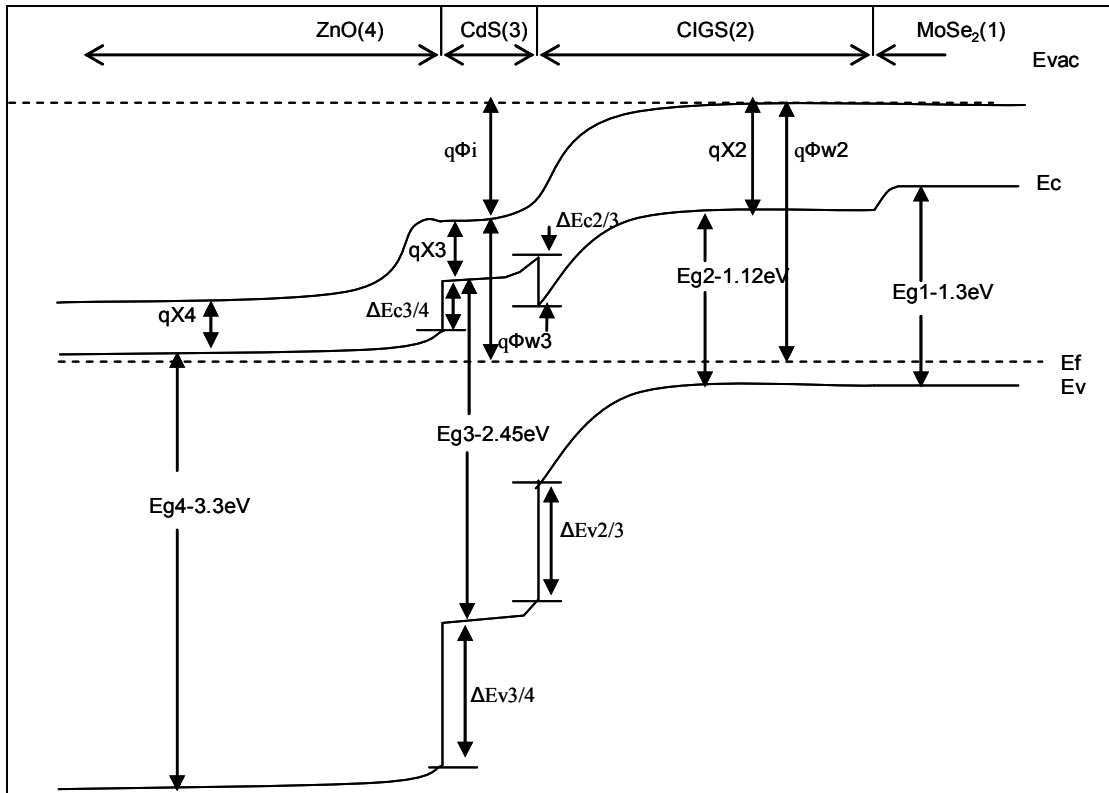 ZnO(4)
CdS(3)
CIGS(2)
MoSe2(1)
Evac
qΦi
qX2
qΦw2
Ec
ΔEc2/3
qX3
Eg2-1.12eV
Eg1-1.3eV
qX4
ΔEc3/4
qΦw3
Ef
Ev
Eg3-2.45eV
Eg4-3.3eV
ΔEv2/3
ΔEv3/4